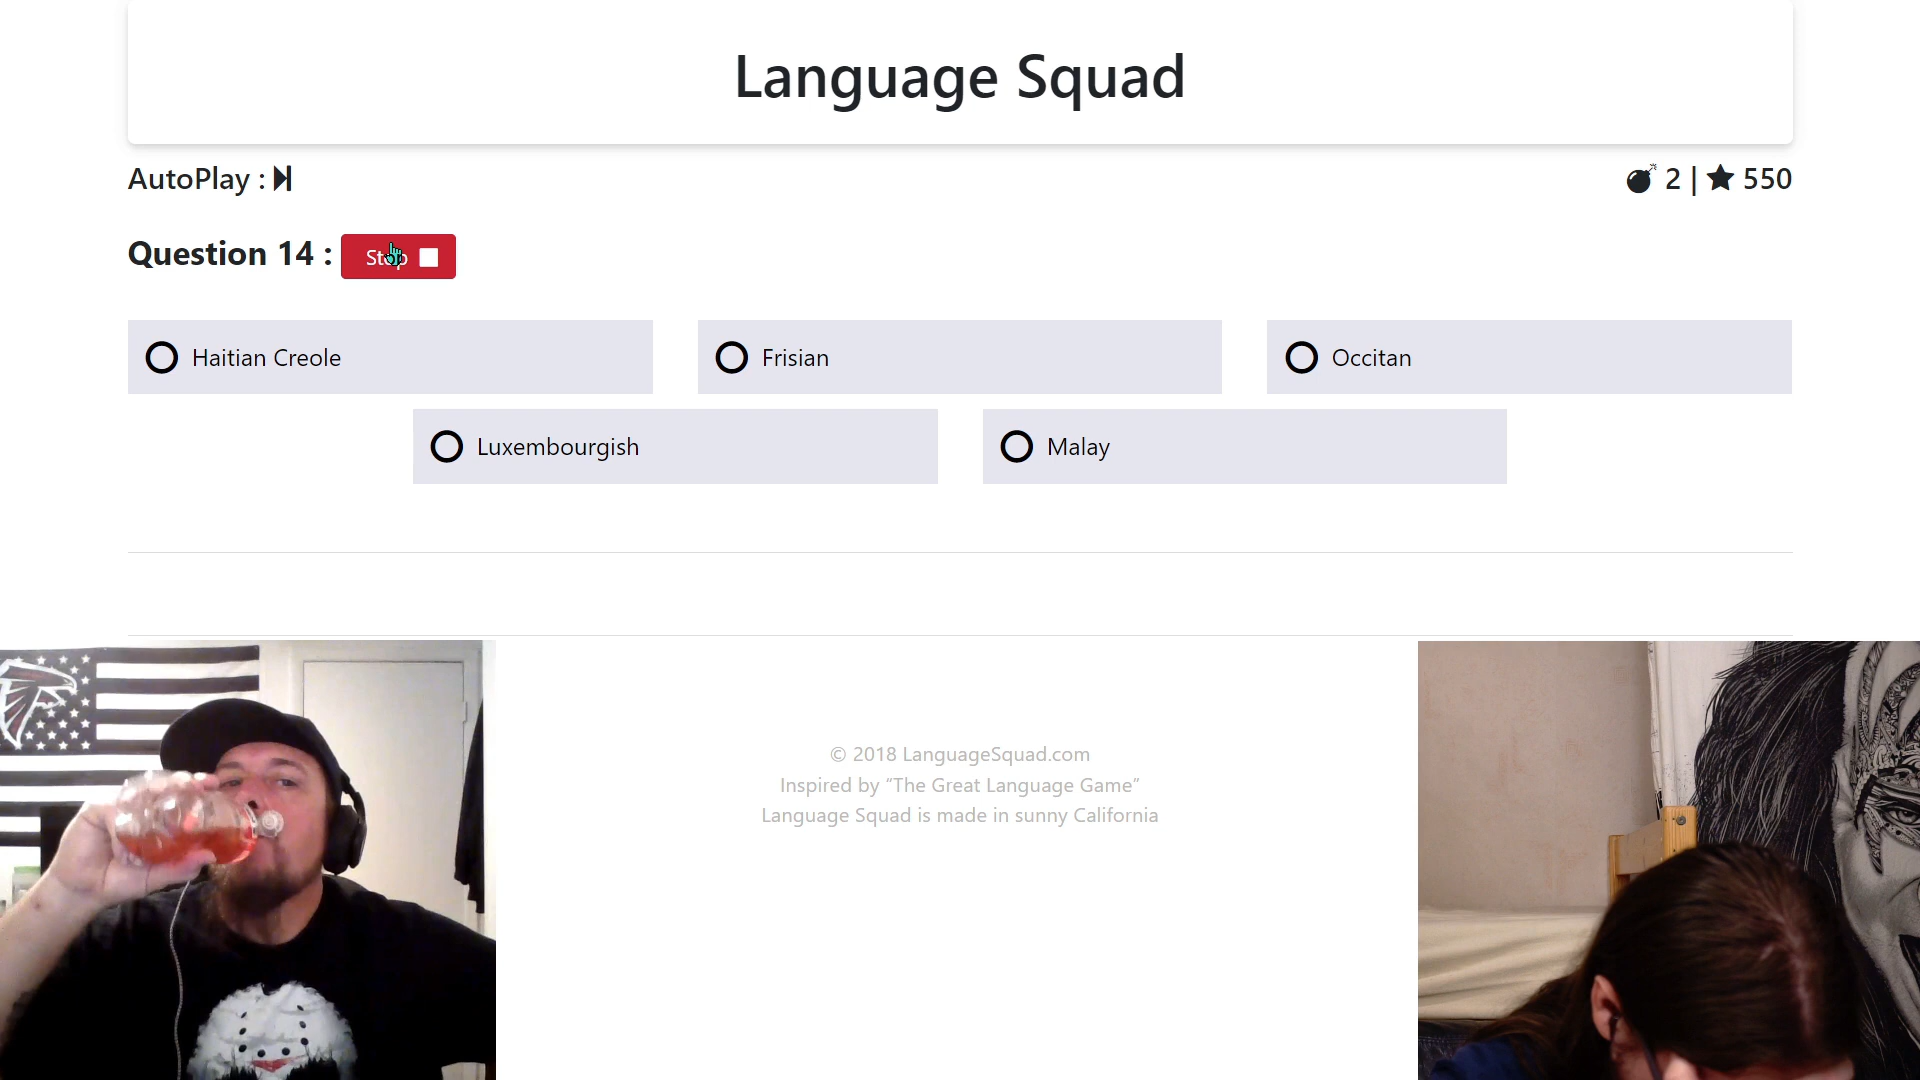 Language Squad
AutoPlay :
2 | 550
Question 14 :
Stop
Haitian Creole
Frisian
Occitan
Luxembourgish
Malay
© 2018 LanguageSquad.com
Inspired by “The Great Language Game”
Language Squad is made in sunny California